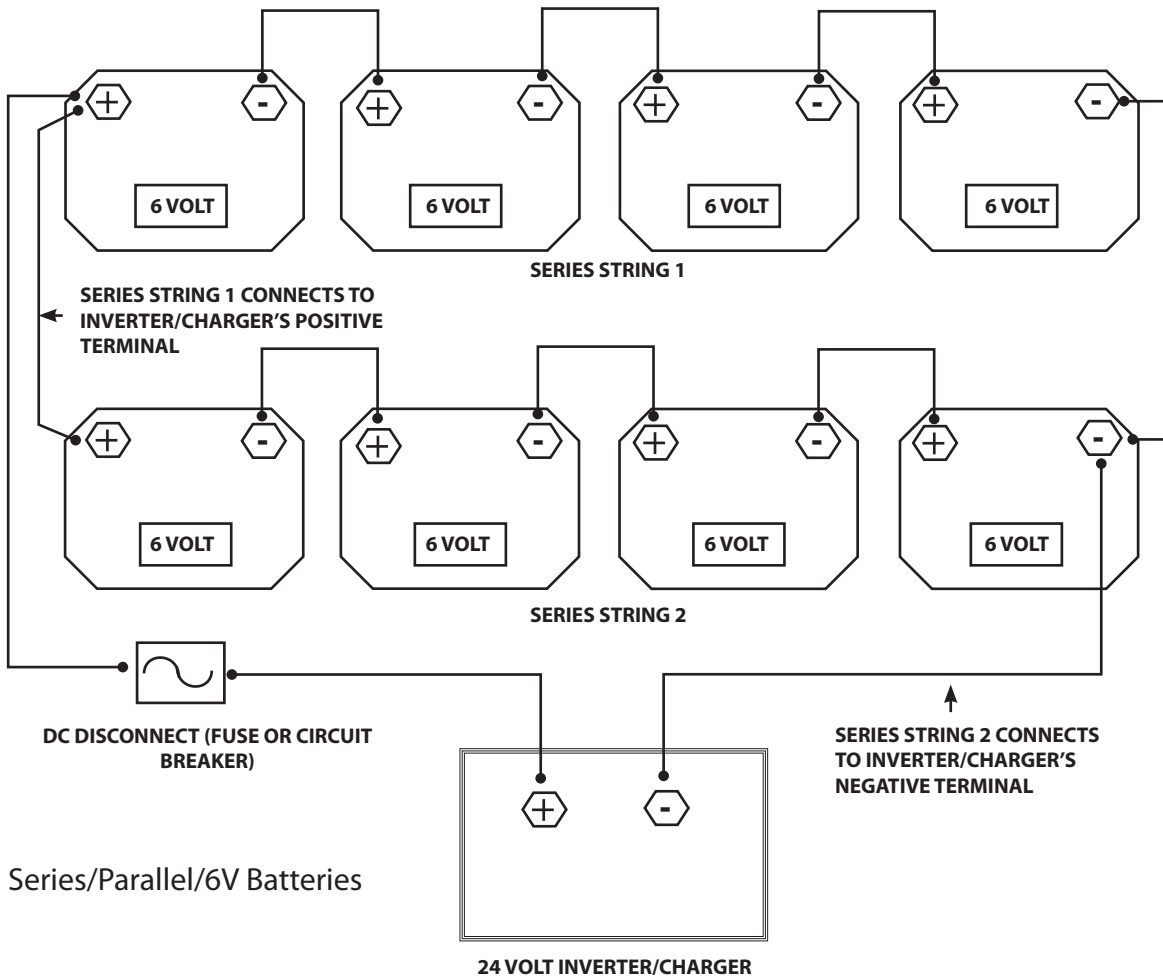 + - + - + - + -
6 VOLT 6 VOLT 6 VOLT 6 VOLT
SERIES STRING 1
SERIES STRING 1 CONNECTS TO
INVERTER/CHARGER'S POSITIVE
TERMINAL
+ - + - + - + -
6 VOLT 6 VOLT 6 VOLT 6 VOLT
SERIES STRING 2
DC DISCONNECT (FUSE OR CIRCUIT
BREAKER)
SERIES STRING 2 CONNECTS
TO INVERTER/CHARGER'S
NEGATIVE TERMINAL
+ -
Series/Parallel/6V Batteries
24 VOLT INVERTER/CHARGER